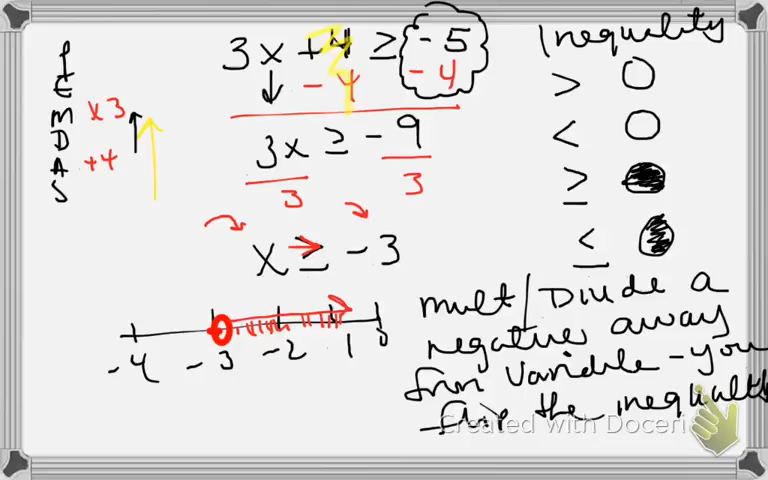 3x + 4 ≥ - 5
- 4 - 4
3x ≥ - 9
3 3
x ≥ - 3
P
E
M x3
D
A +4
S
Inequality
> ○
< ○
≥ ●
≤ ●
-4 -3 -2 1 0
mult/Divide a
negative away
from variable - you
flip the inequality
Created with Doceri